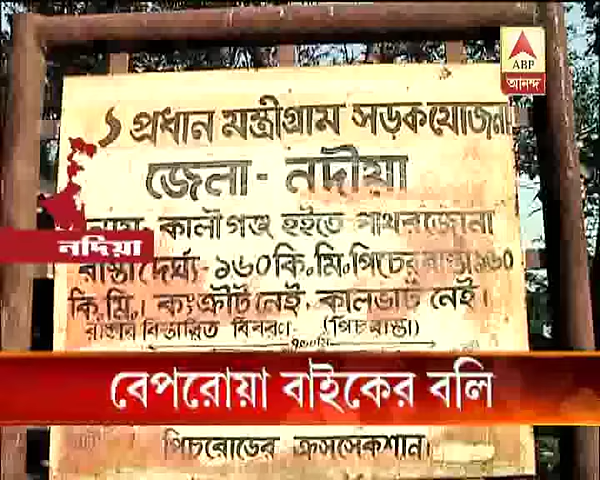 ABP
আনন্দ
১ প্রধান মন্ত্রীগ্রাম সড়কযোজনা
জেলা - নদীয়া
নাম- কালীগঞ্জ হইতে পাথরজোনা
নদিয়া
রাস্তা দৈর্ঘ্য-১৬০কি.মি.পিচের রাস্তা ১৬০
কি.মি.। কংক্রীট নেই. কালভার্ট নেই।
রাস্তার বিস্তারিত বিবরণ- (পিচরাস্তা)
বেপরোয়া বাইকের বলি
পিচরোডের ক্রসসেকশান।